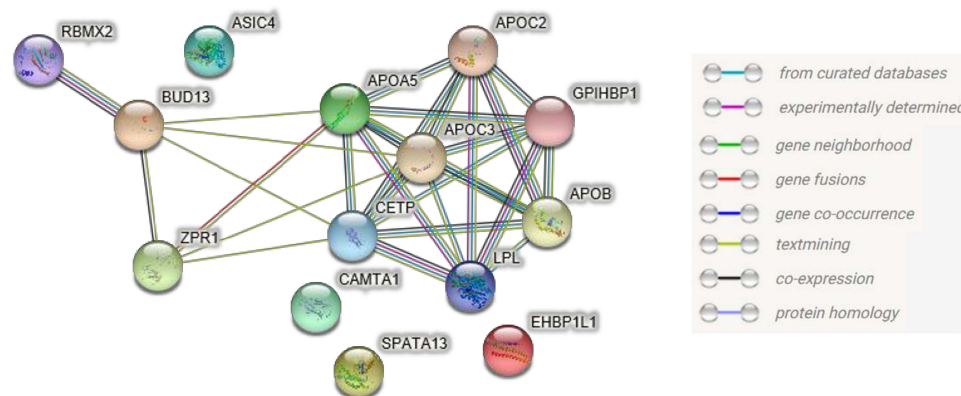 RBMX2
ASIC4
APOC2
BUD13
APOA5
GPIHBP1
APOC3
APOB
CETP
ZPR1
LPL
CAMTA1
EHBP1L1
SPATA13
from curated databases
experimentally determined
gene neighborhood
gene fusions
gene co-occurrence
textmining
co-expression
protein homology